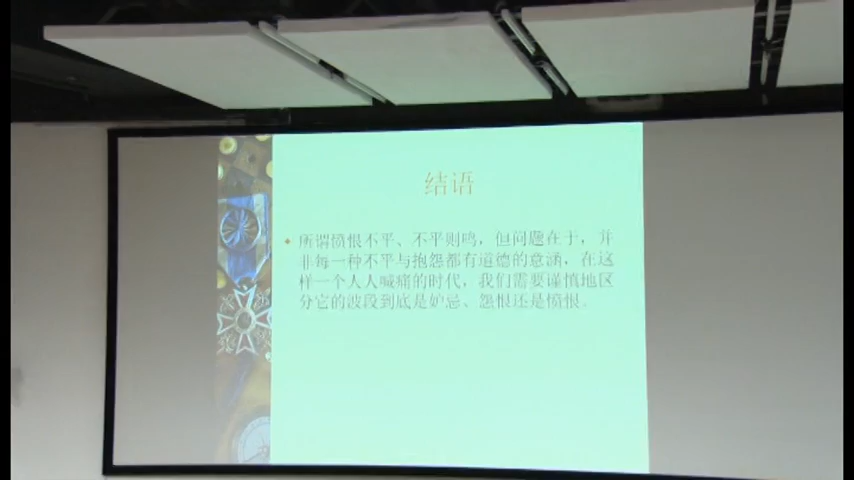 结语
所谓愤恨不平、不平则鸣，但问题在于，并
非每一种不平与抱怨都有道德的意涵，在这
样一个人人喊痛的时代，我们需要谨慎地区
分它的波段到底是妒忌、怨恨还是愤恨。